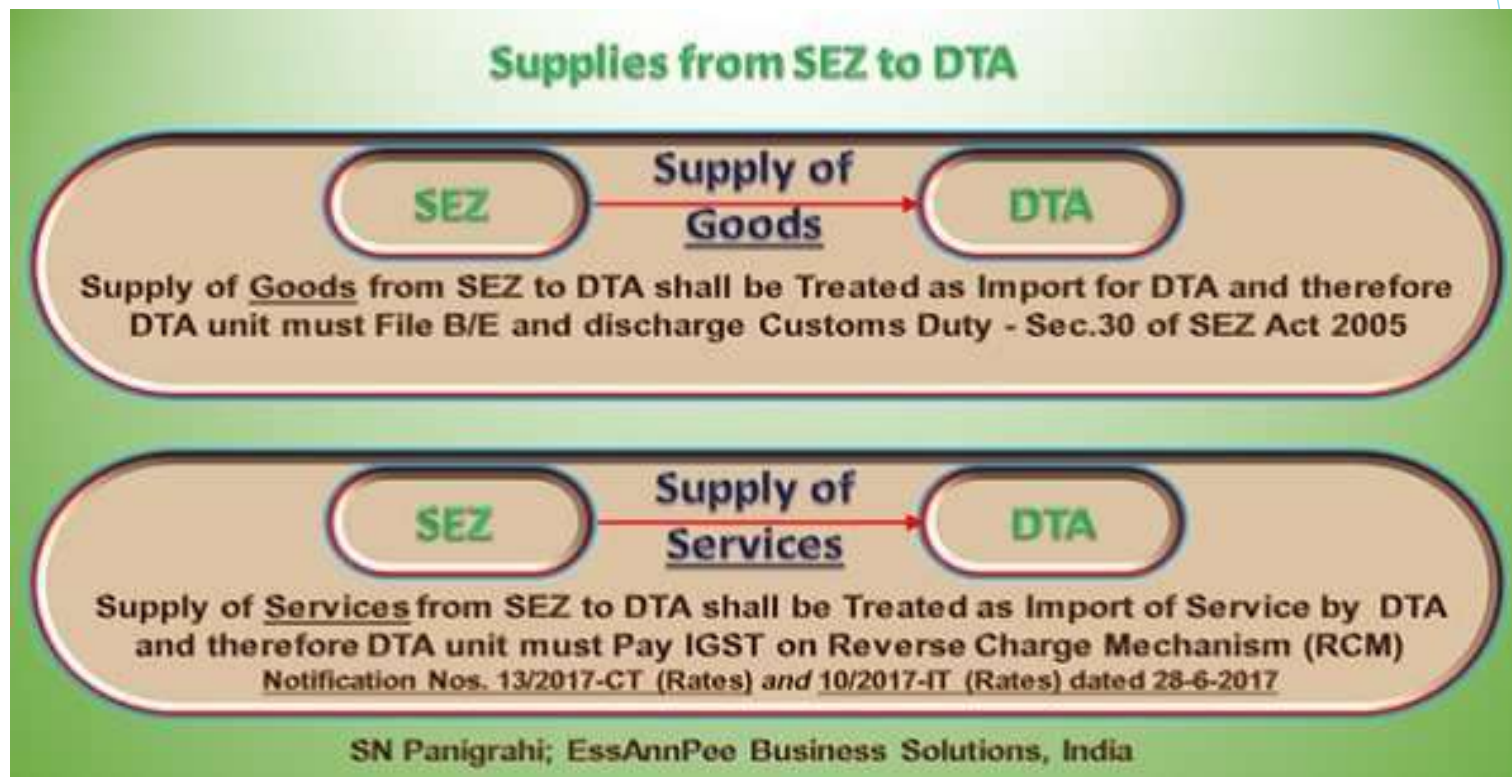 Supplies from SEZ to DTA
SEZ
Supply of
Goods
DTA
Supply of Goods from SEZ to DTA shall be Treated as Import for DTA and therefore
DTA unit must File B/E and discharge Customs Duty - Sec.30 of SEZ Act 2005
SEZ
Supply of
Services
DTA
Supply of Services from SEZ to DTA shall be Treated as Import of Service by DTA
and therefore DTA unit must Pay IGST on Reverse Charge Mechanism (RCM)
Notification Nos. 13/2017-CT (Rates) and 10/2017-IT (Rates) dated 28-6-2017
SN Panigrahi; EssAnnPee Business Solutions, India